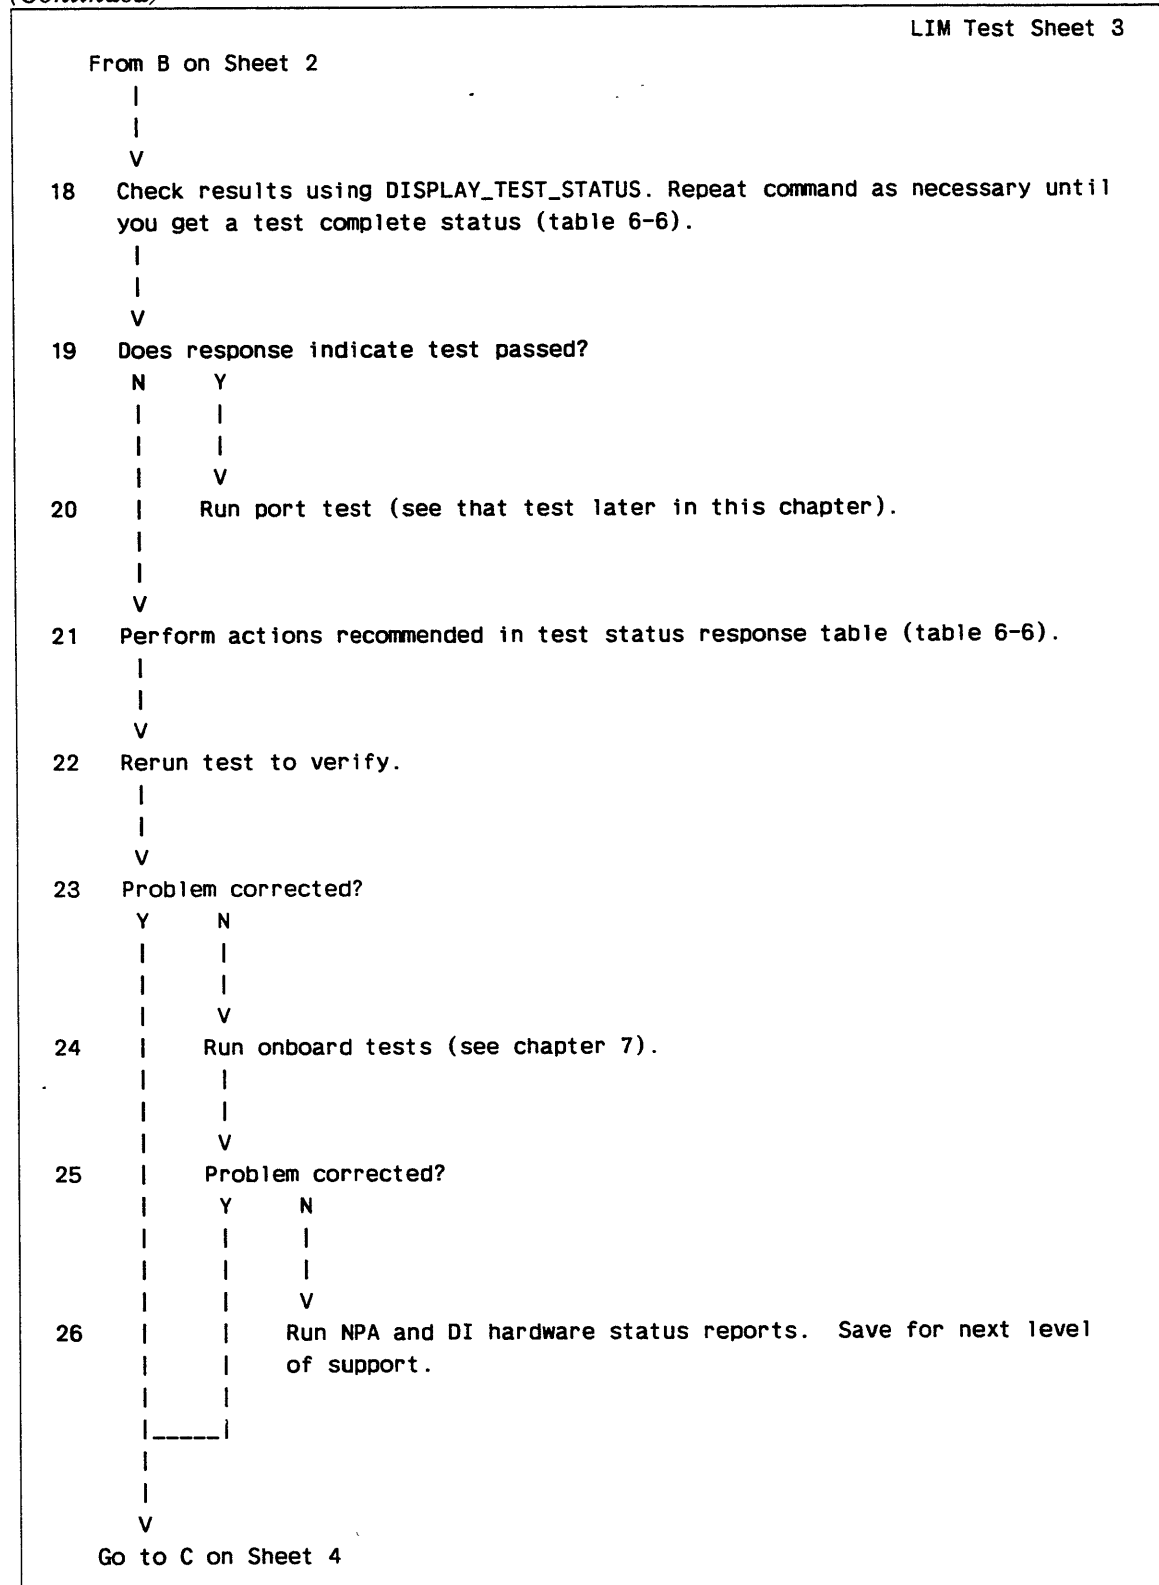 (Continued)
LIM Test Sheet 3
From B on Sheet 2
V
18 Check results using DISPLAY_TEST_STATUS. Repeat command as necessary until
you get a test complete status (table 6-6).
V
19 Does response indicate test passed?
N Y
V
20 Run port test (see that test later in this chapter).
V
21 Perform actions recommended in test status response table (table 6-6).
V
22 Rerun test to verify.
V
23 Problem corrected?
Y N
V
24 Run onboard tests (see chapter 7).
V
25 Problem corrected?
Y N
V
26 Run NPA and DI hardware status reports. Save for next level
of support.
V
Go to C on Sheet 4